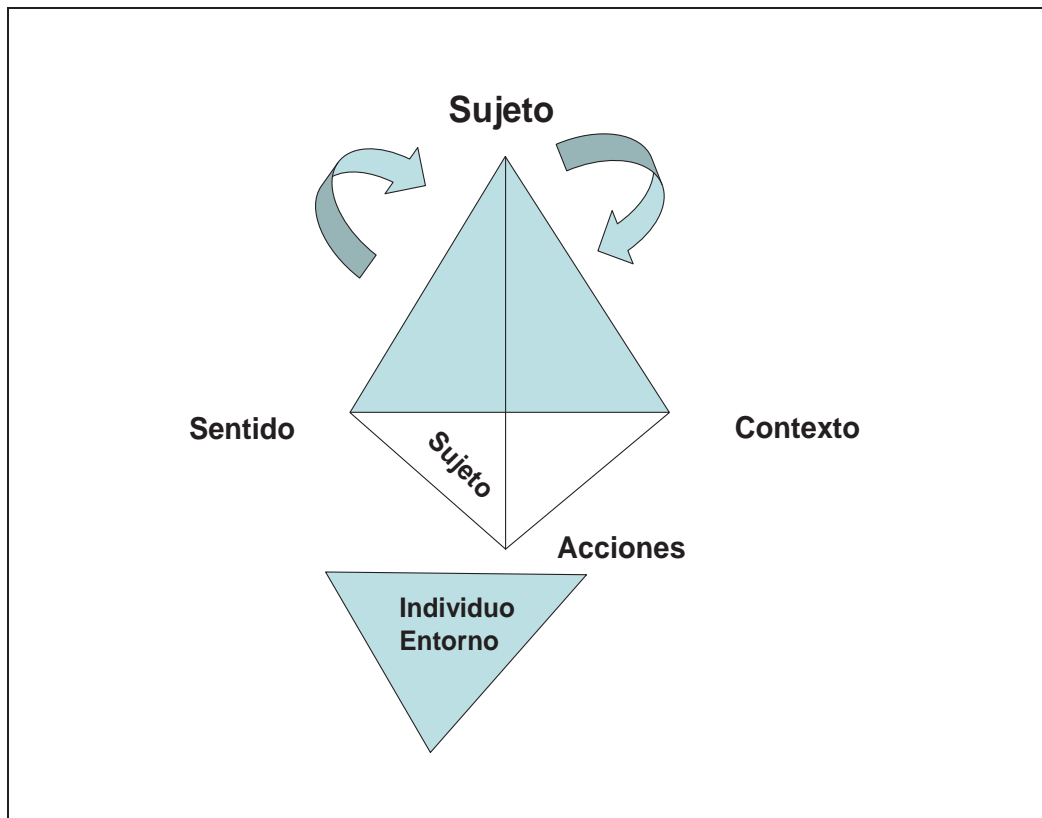 Sujeto
Sentido
Sujeto
Contexto
Acciones
Individuo
Entorno